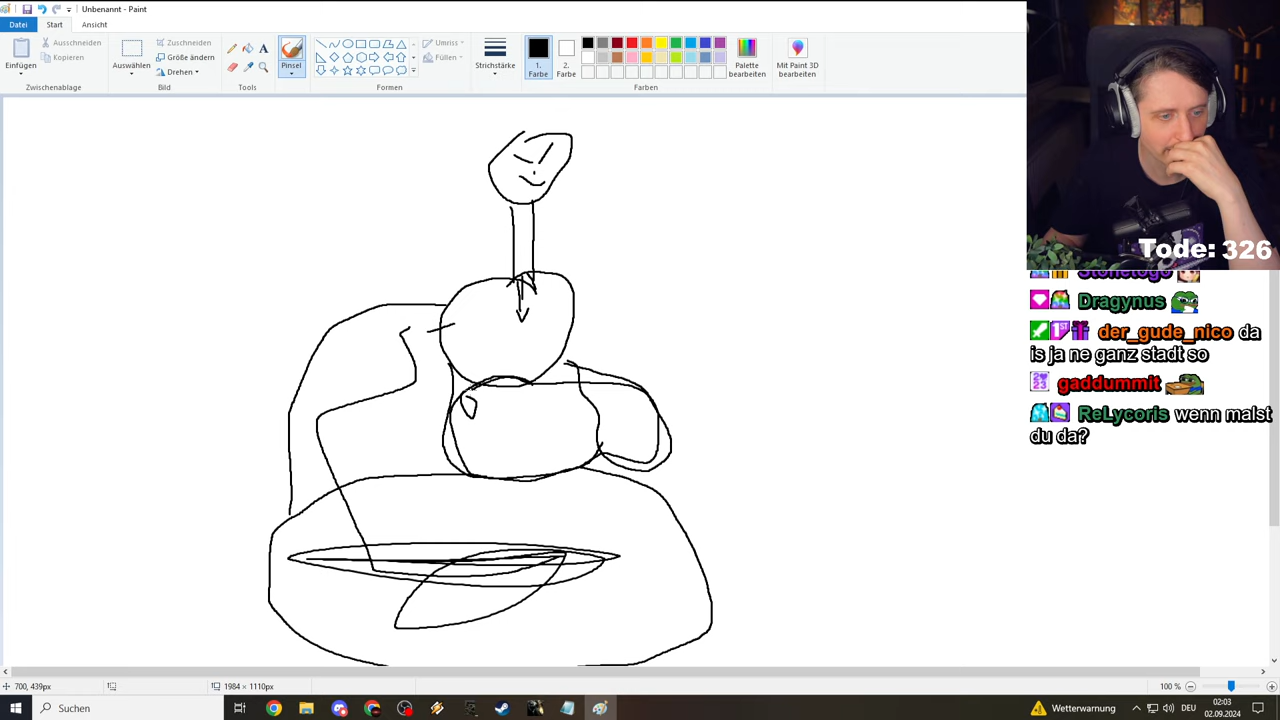 Unbenannt - Paint
Datei
Start
Ansicht
Einfügen
Ausschneiden
Kopieren
Zwischenablage
Auswählen
Zuschneiden
Größe ändern
Drehen
Bild
Tools
Pinsel
Formen
Umriss
Füllen
Strichstärke
1.
Farbe
2.
Farbe
Farben
Palette
bearbeiten
Mit Paint 3D
bearbeiten
Tode: 326
Stonetogo
Dragynus
der_gude_nico da
is ja ne ganz stadt so
gaddummit
ReLycoris wenn malst
du da?
700, 439px
1984 × 1110px
100 %
Suchen
Wetterwarnung
DEU
02:03
02.09.2024